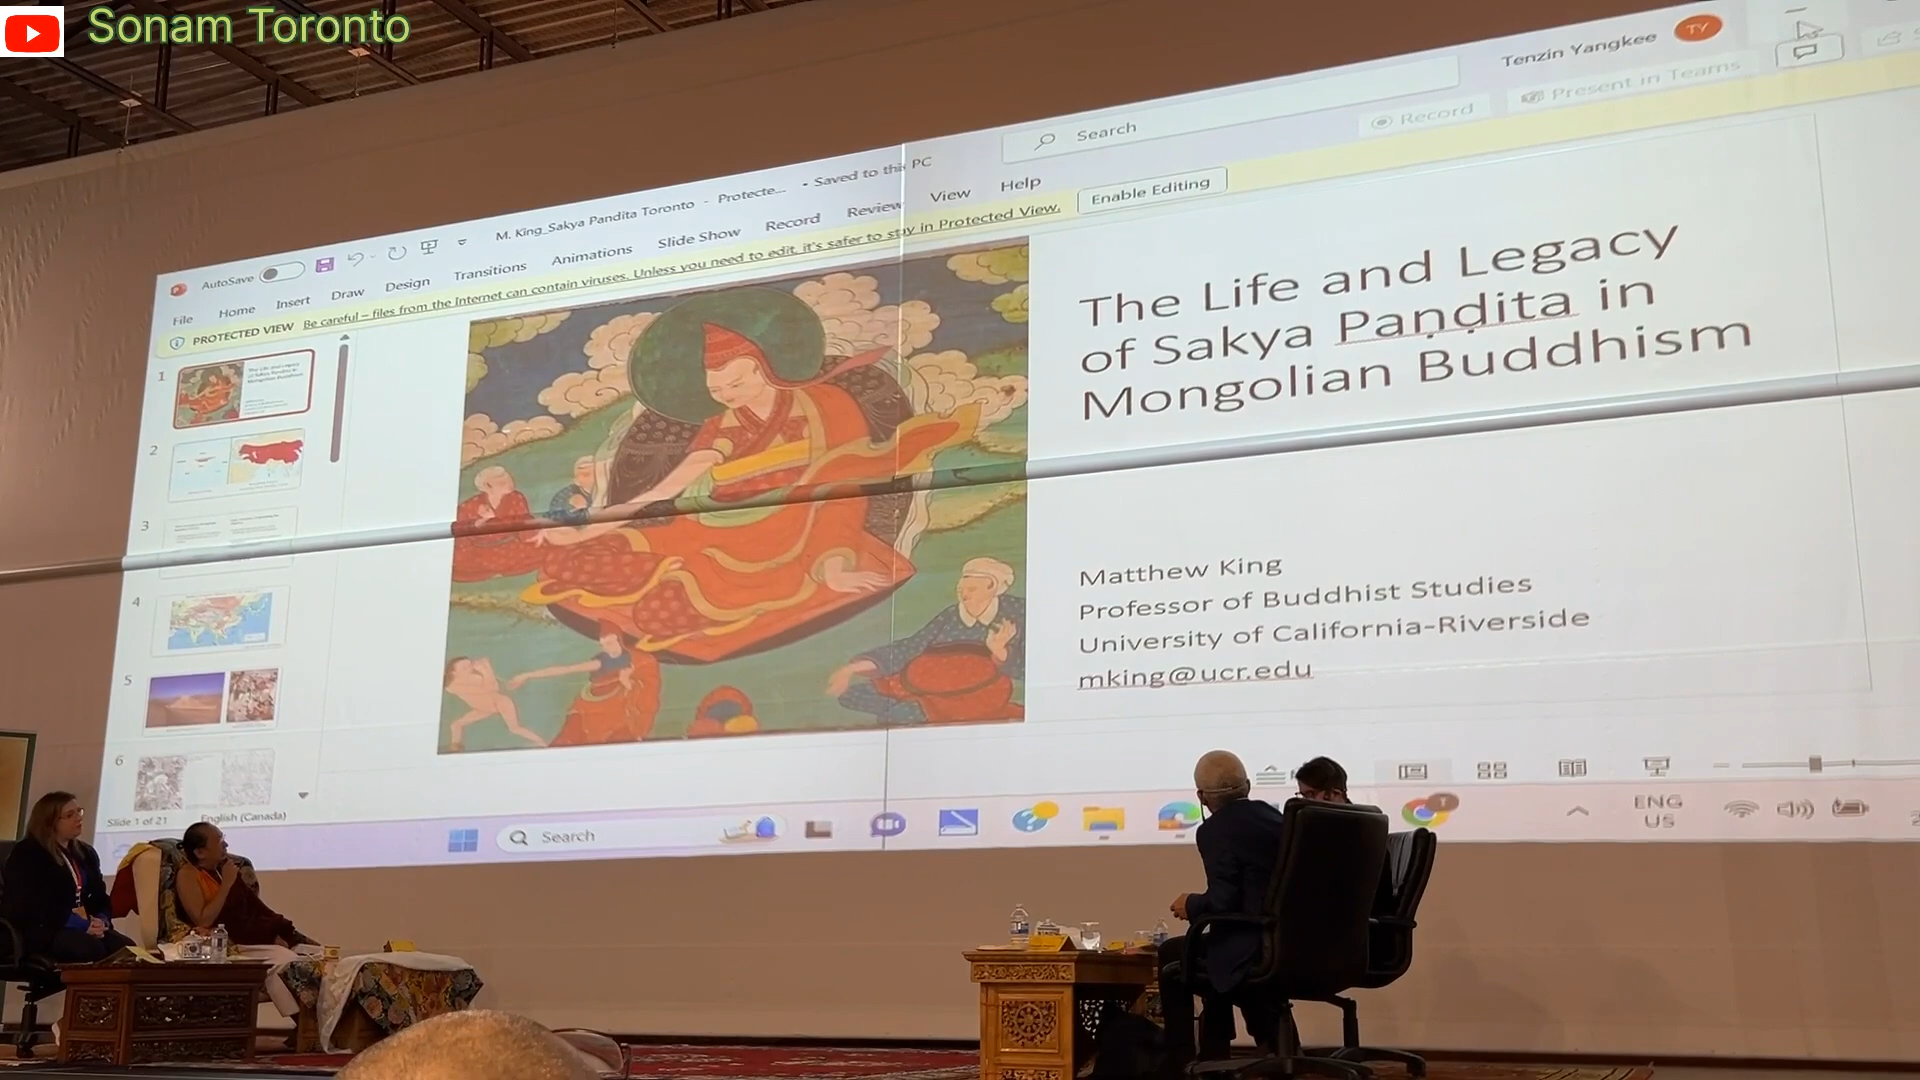 Sonam Toronto
Tenzin Yangkee
TY
Search
Record
Present in Teams
AutoSave
M. King_Sakya Pandita Toronto - Protecte... • Saved to this PC
File Home Insert Draw Design Transitions Animations Slide Show Record Review View Help
PROTECTED VIEW Be careful – files from the Internet can contain viruses. Unless you need to edit, it's safer to stay in Protected View. Enable Editing
1
2
3
4
5
6
The Life and Legacy
of Sakya Paṇḍita in
Mongolian Buddhism
Matthew King
Professor of Buddhist Studies
University of California-Riverside
mking@ucr.edu
Slide 1 of 21 English (Canada)
Search
T
ENG
US